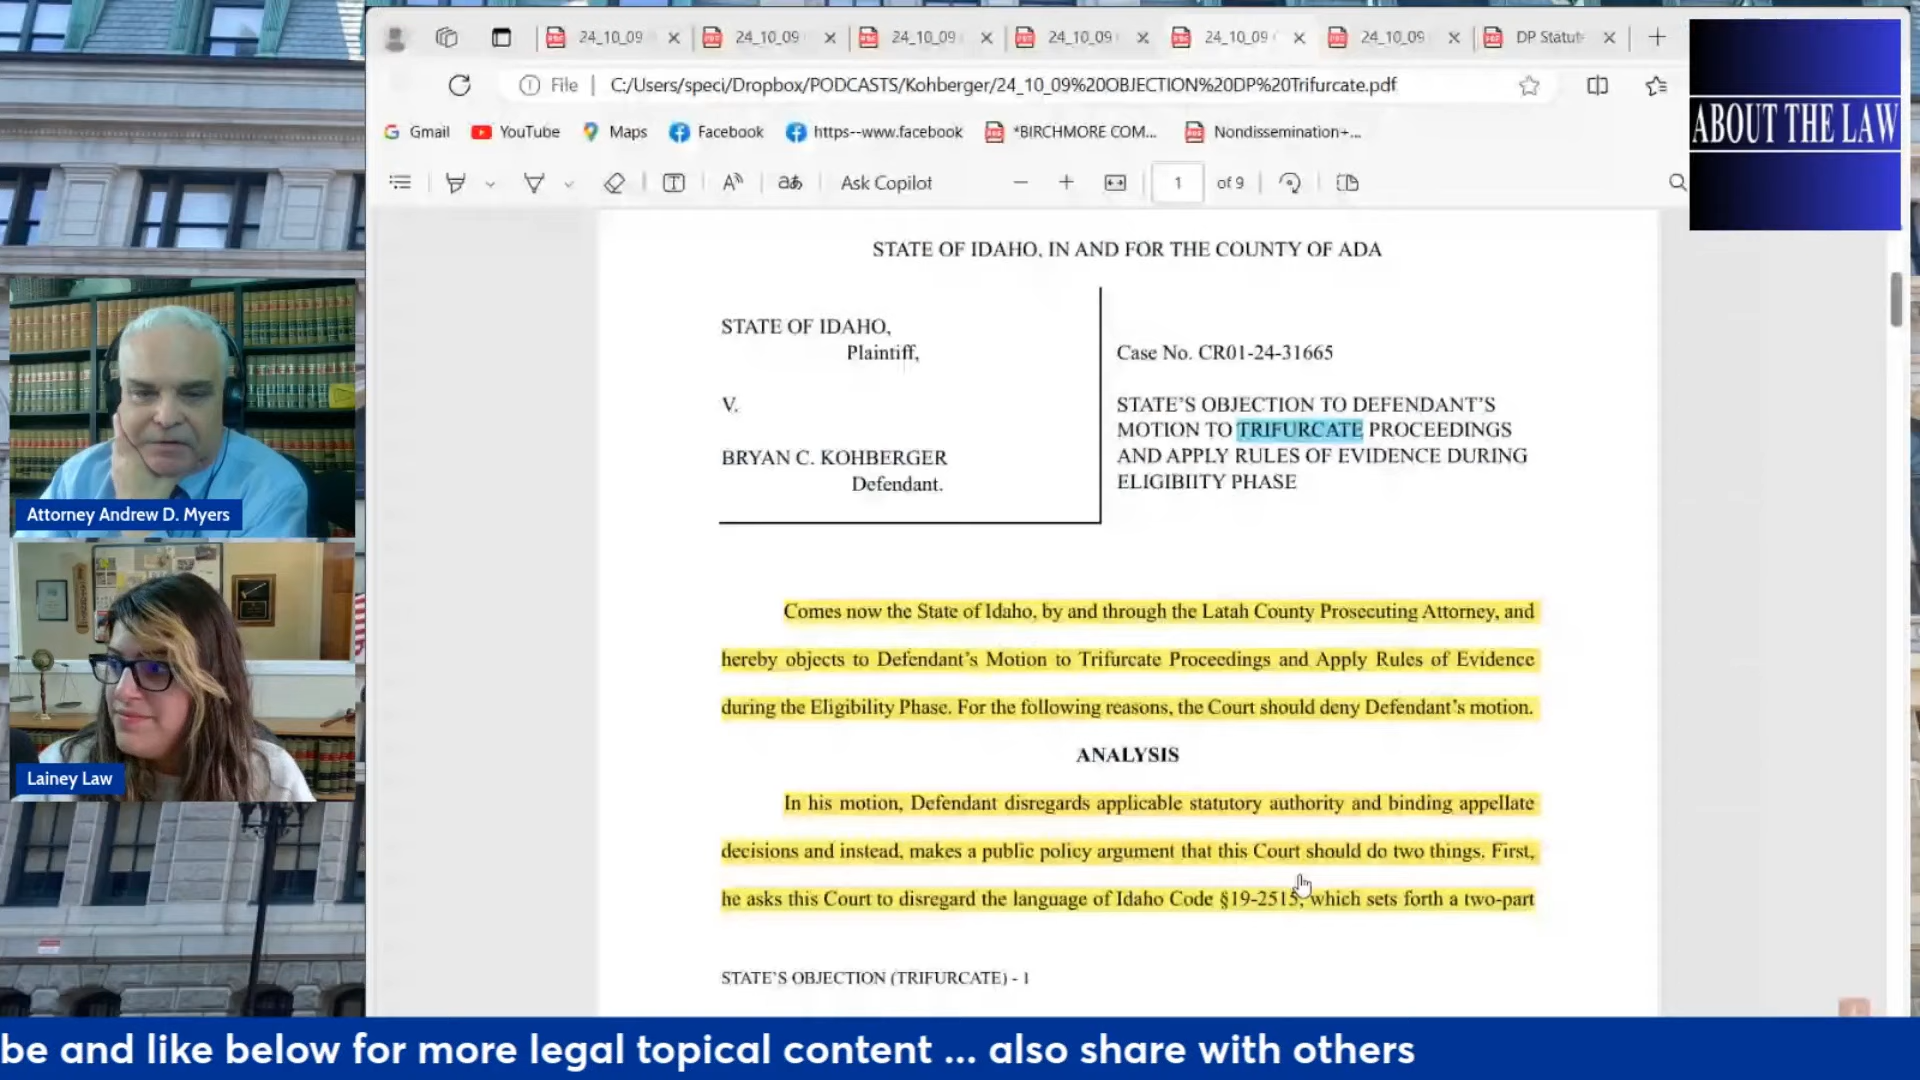 24_10_09
24_10_09
24_10_09
24_10_09
24_10_09
24_10_09
DP Statut
File
C:/Users/speci/Dropbox/PODCASTS/Kohberger/24_10_09%20OBJECTION%20DP%20Trifurcate.pdf
Gmail
YouTube
Maps
Facebook
https--www.facebook
*BIRCHMORE COM...
Nondissemination+...
Ask Copilot
1
of 9
ABOUT THE LAW
STATE OF IDAHO, IN AND FOR THE COUNTY OF ADA
STATE OF IDAHO,
Plaintiff,
V.
BRYAN C. KOHBERGER
Defendant.
Case No. CR01-24-31665
STATE'S OBJECTION TO DEFENDANT'S
MOTION TO TRIFURCATE PROCEEDINGS
AND APPLY RULES OF EVIDENCE DURING
ELIGIBIITY PHASE
Comes now the State of Idaho, by and through the Latah County Prosecuting Attorney, and
hereby objects to Defendant's Motion to Trifurcate Proceedings and Apply Rules of Evidence
during the Eligibility Phase. For the following reasons, the Court should deny Defendant's motion.
ANALYSIS
In his motion, Defendant disregards applicable statutory authority and binding appellate
decisions and instead, makes a public policy argument that this Court should do two things. First,
he asks this Court to disregard the language of Idaho Code §19-2515, which sets forth a two-part
STATE'S OBJECTION (TRIFURCATE) - 1
Attorney Andrew D. Myers
Lainey Law
be and like below for more legal topical content ... also share with others